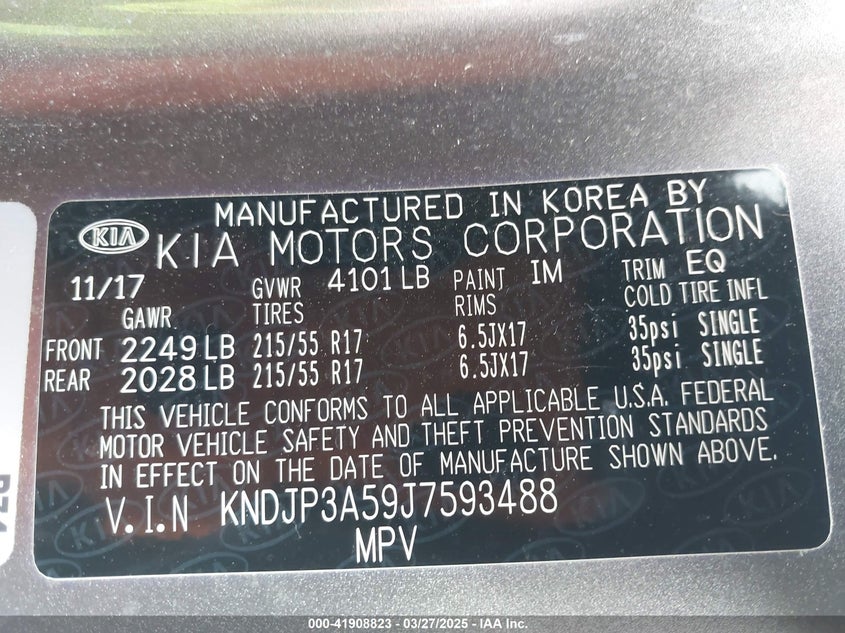 MANUFACTURED IN KOREA BY
KIA KIA MOTORS CORPORATION
11/17 GVWR 4101 LB PAINT IM TRIM EQ
GAWR TIRES RIMS COLD TIRE INFL
FRONT 2249 LB 215/55 R17 6.5JX17 35psi SINGLE
REAR 2028 LB 215/55 R17 6.5JX17 35psi SINGLE
THIS VEHICLE CONFORMS TO ALL APPLICABLE U.S.A. FEDERAL
MOTOR VEHICLE SAFETY AND THEFT PREVENTION STANDARDS
IN EFFECT ON THE DATE OF MANUFACTURE SHOWN ABOVE.
V.I.N KNDJP3A59J7593488
MPV
000-41908823 - 03/27/2025 - IAA Inc.